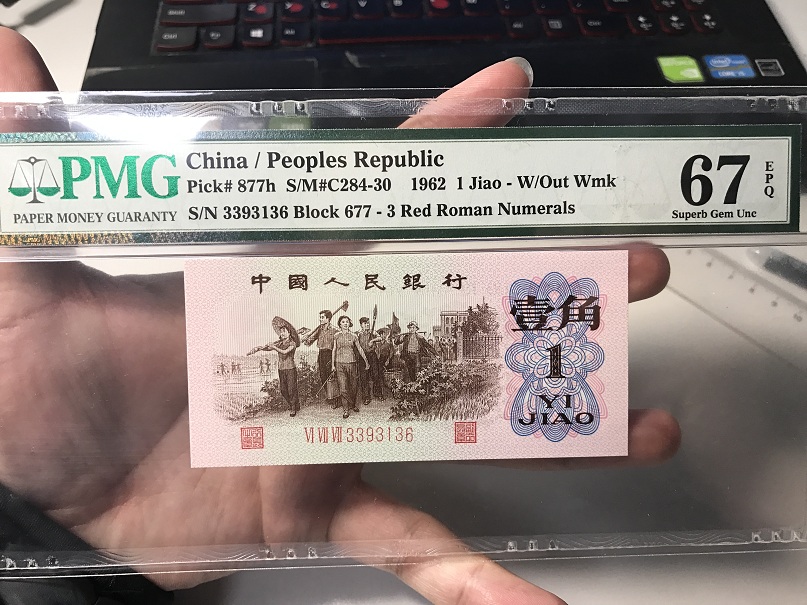 PMG
PAPER MONEY GUARANTY
China / Peoples Republic
Pick# 877h S/M#C284-30 1962 1 Jiao - W/Out Wmk
S/N 3393136 Block 677 - 3 Red Roman Numerals
67
EPQ
Superb Gem Unc
中國人民銀行
壹角
1
YI
JIAO
VI VII VII 3393136